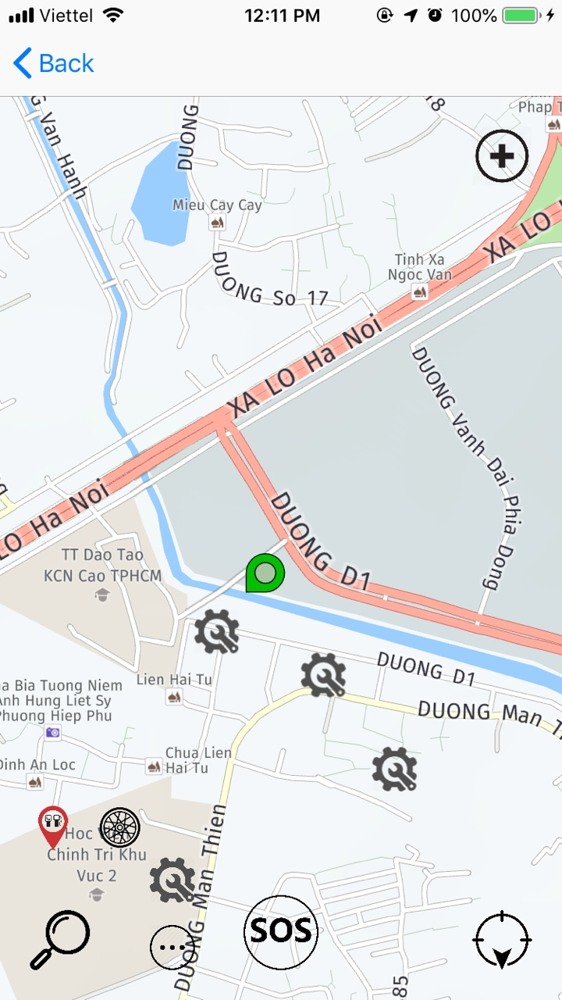 Viettel
12:11 PM
100%
Back
Van Hanh
DUONG
18
Phap
Mieu Cay Cay
XA LO
Tinh Xa
Ngoc Van
DUONG So 17
XA LO Ha Noi
DUONG Vanh Dai Phia Dong
LO Ha Noi
DUONG D1
TT Dao Tao
KCN Cao TPHCM
DUONG D1
Lien Hai Tu
a Bia Tuong Niem
Anh Hung Liet Sy
Phuong Hiep Phu
DUONG Man
Chua Lien
Hai Tu
Dinh An Loc
Hoc
Chinh Tri Khu
Vuc 2
DUONG Man Thien
SOS
85